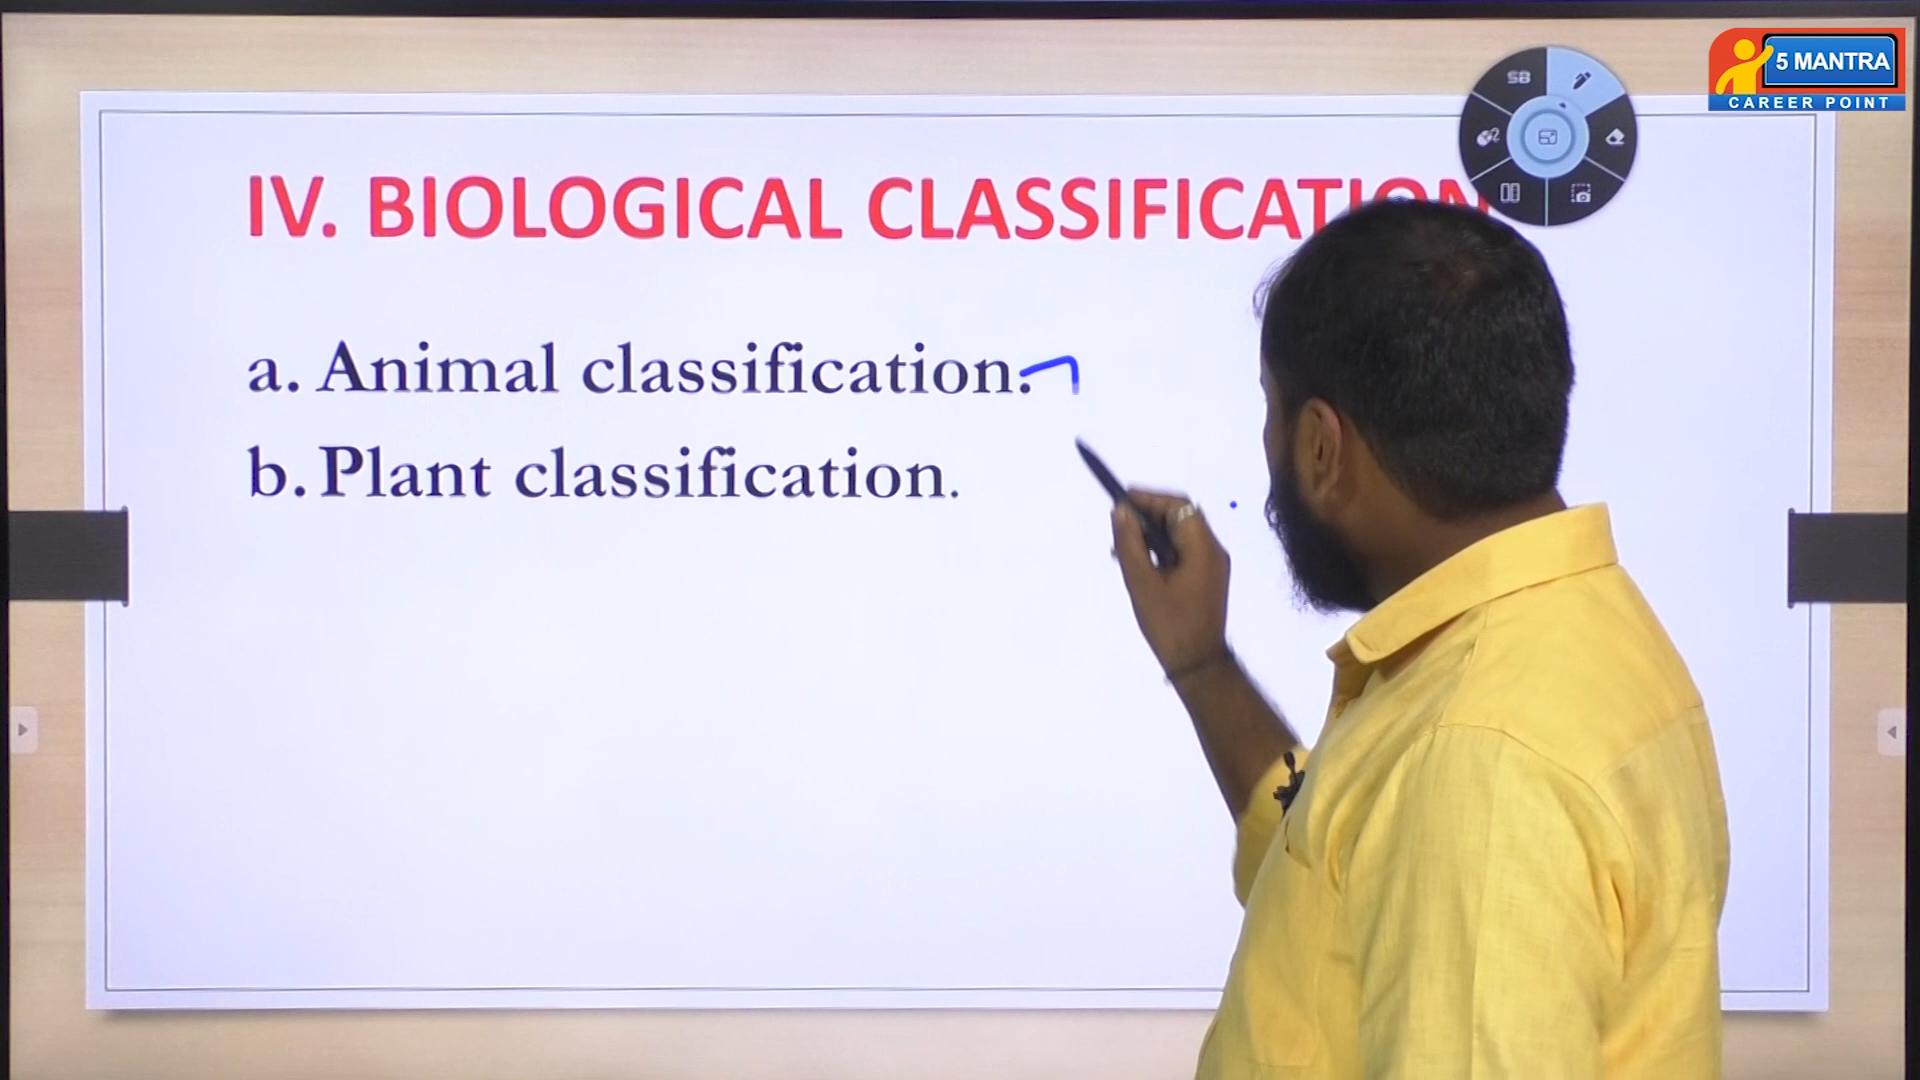 5 MANTRA
CAREER POINT
SB
IV. BIOLOGICAL CLASSIFICATION
a. Animal classification.
b. Plant classification.